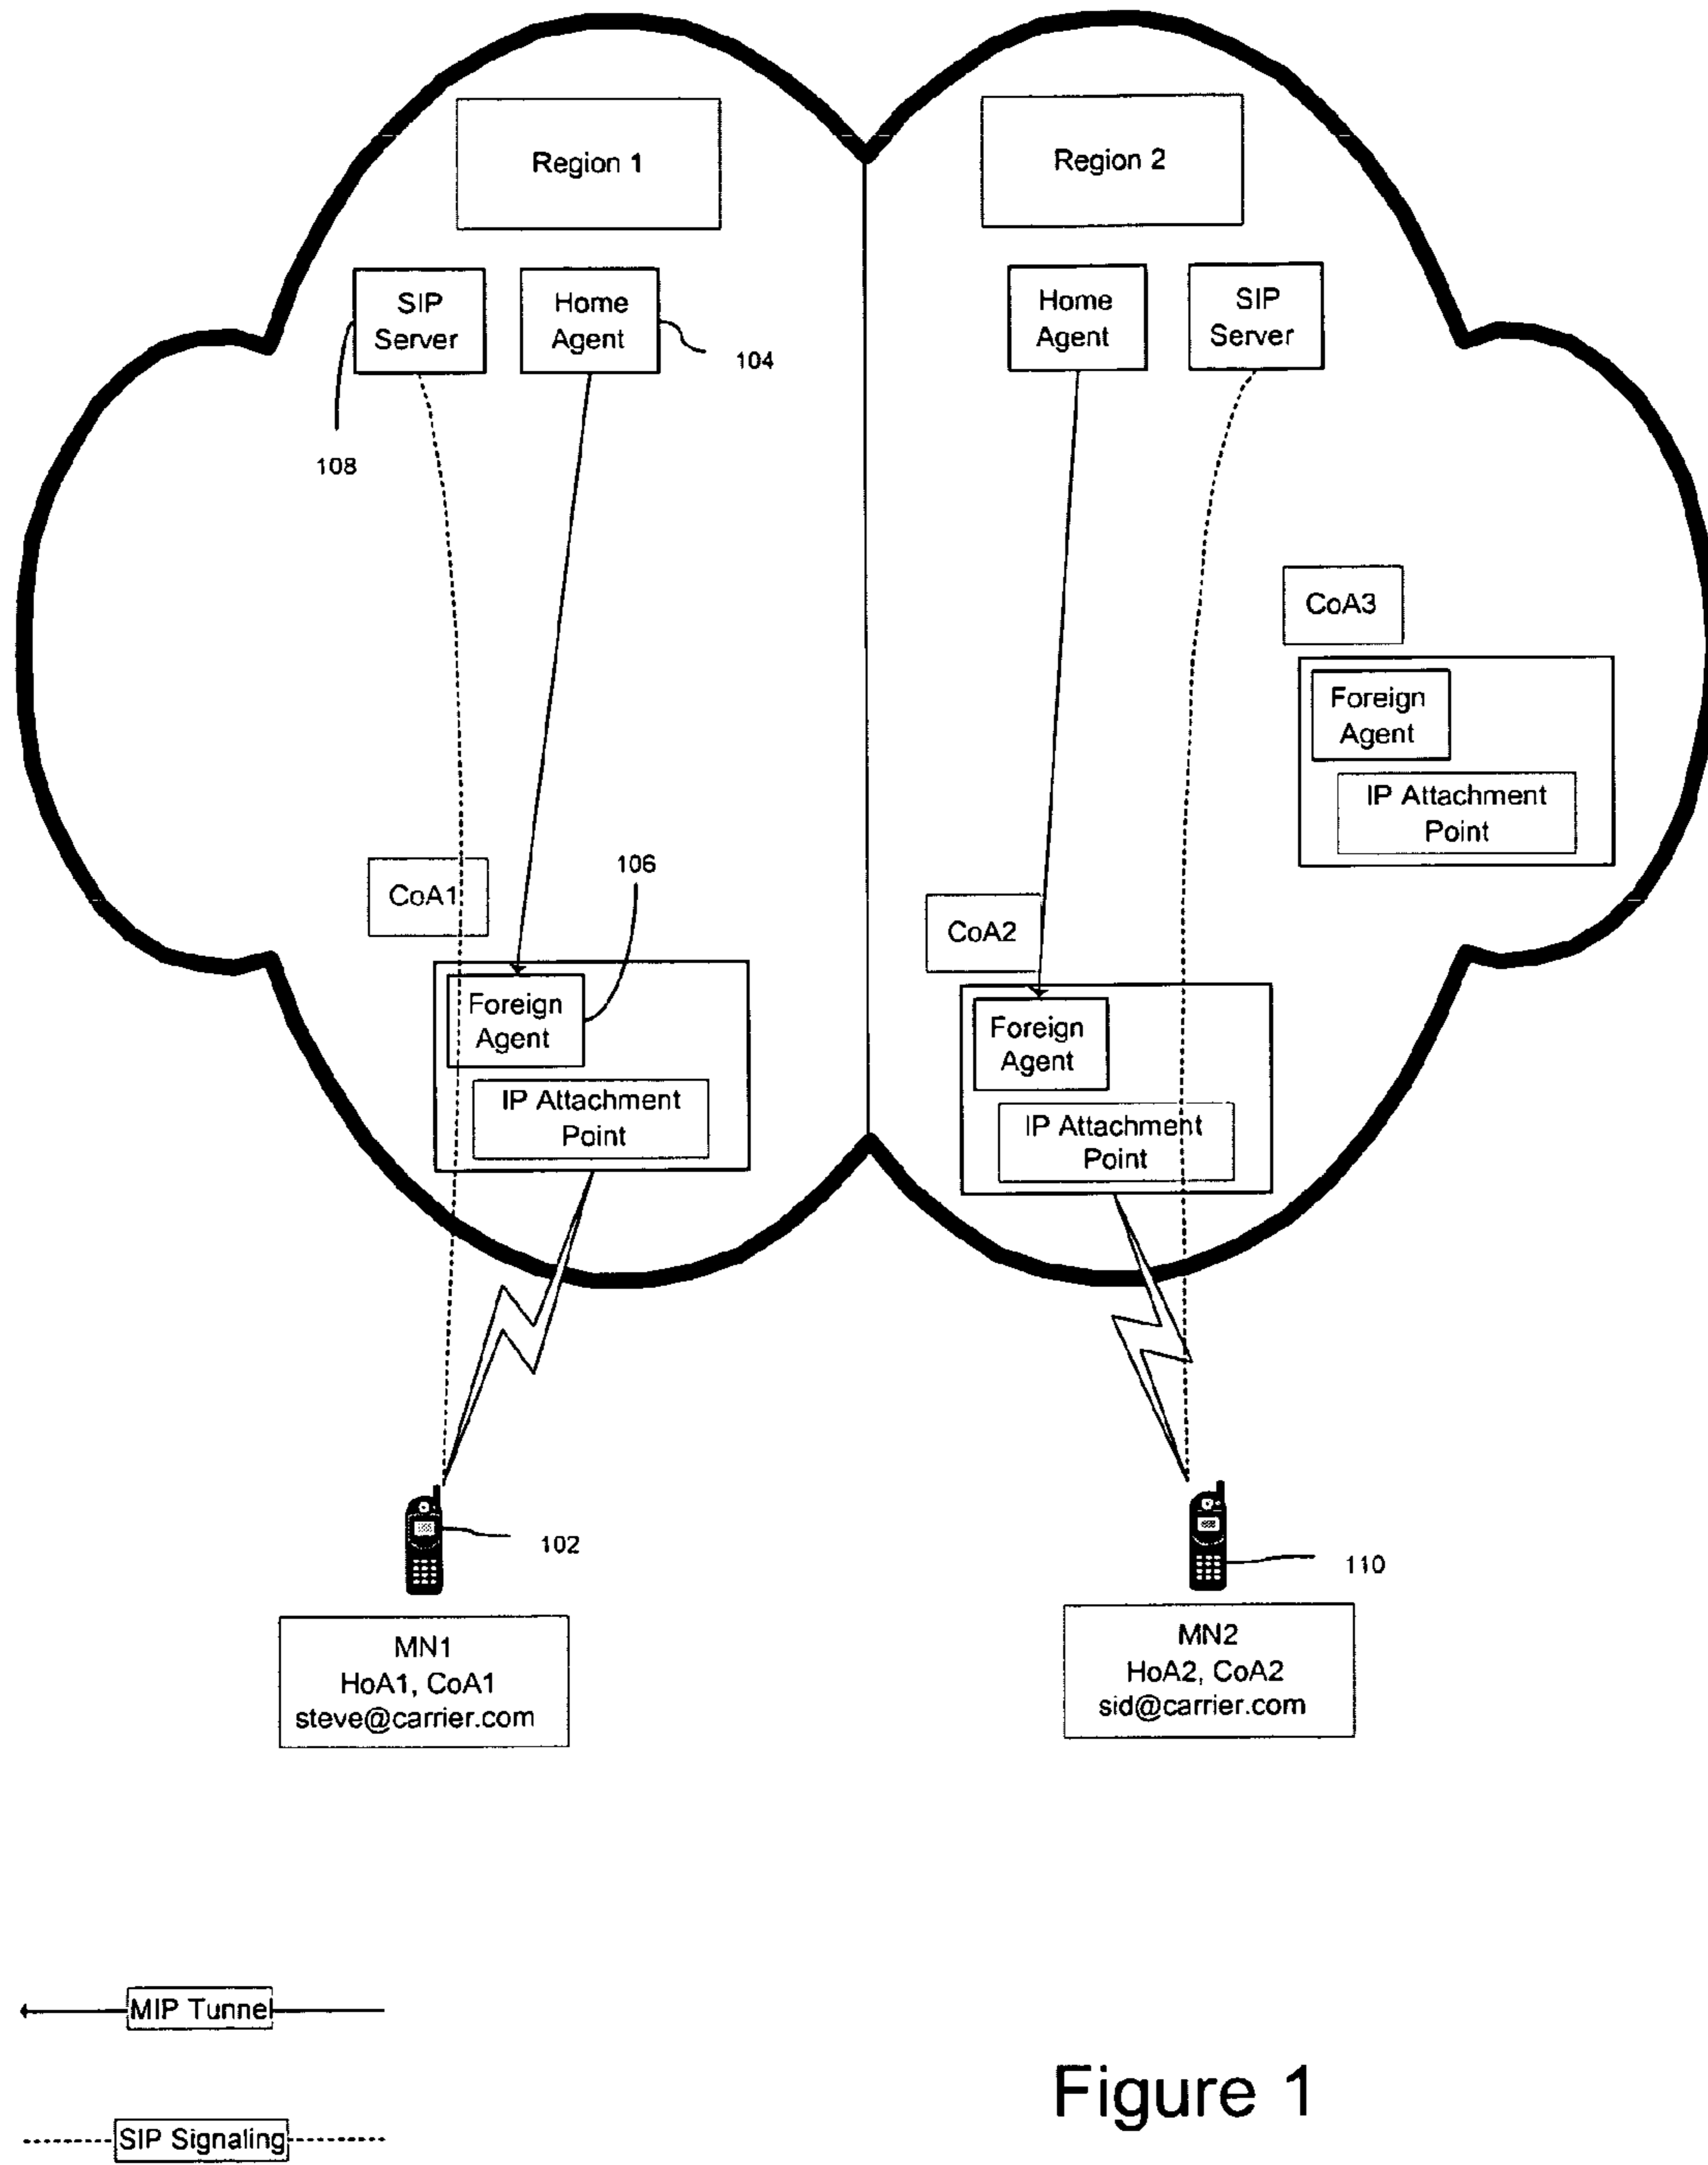 Region 1
Region 2
SIP
Server
Home
Agent
104
108
Home
Agent
SIP
Server
CoA3
Foreign
Agent
IP Attachment
Point
CoA1
106
CoA2
Foreign
Agent
IP Attachment
Point
Foreign
Agent
IP Attachment
Point
102
110
MN1
HoA1, CoA1
steve@carrier.com
MN2
HoA2, CoA2
sid@carrier.com
MIP Tunnel
SIP Signaling
Figure 1